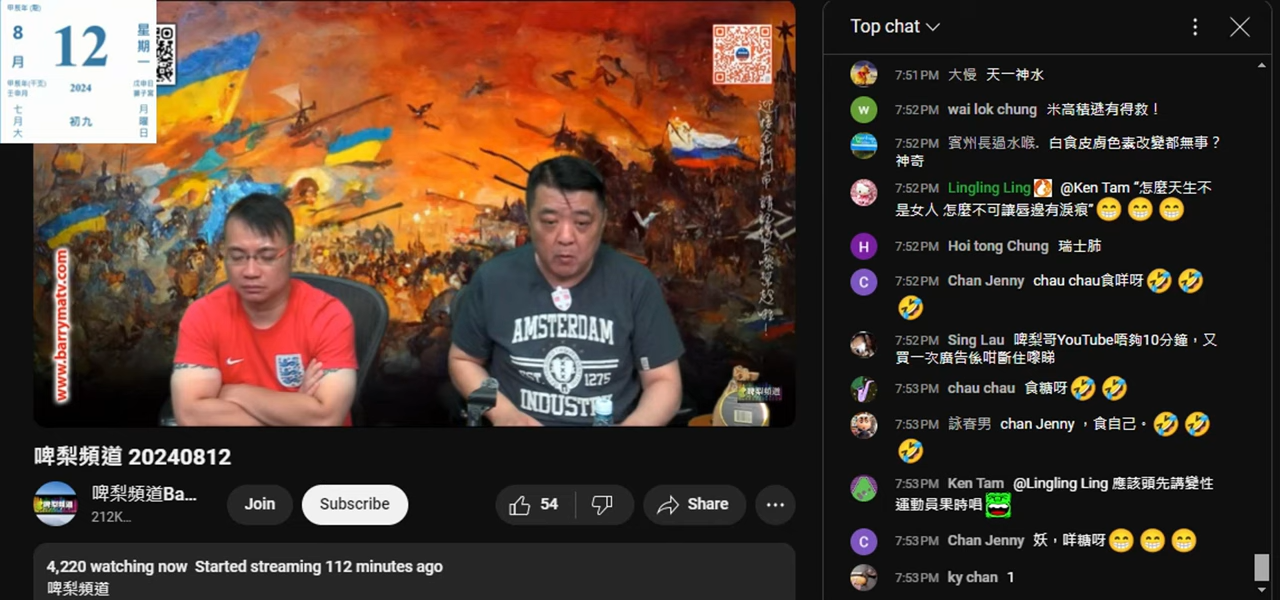 甲辰年(龍)
8
月
12
星期一
2024
七月大
初九
月曜日
www.barrymatv.com
AMSTERDAM
EST. 1275
INDUSTRY
啤梨頻道
啤梨頻道 20240812
啤梨頻道Ba...
212K...
Join
Subscribe
54
Share
4,220 watching now Started streaming 112 minutes ago
啤梨頻道
Top chat
7:51 PM 大慢 天一神水
W 7:52 PM wai lok chung 米高積遜有得救！
7:52 PM 賓州長過水喉. 白食皮膚色素改變都無事？
神奇
7:52 PM Lingling Ling @Ken Tam “怎麼天生不
是女人 怎麼不可讓唇邊有淚痕”
H 7:52 PM Hoi tong Chung 瑞士肺
C 7:52 PM Chan Jenny chau chau食咩呀
7:52 PM Sing Lau 啤梨哥YouTube唔夠10分鐘，又
買一次廣告係咁斷住嚟睇
7:53 PM chau chau 食糖呀
7:53 PM 詠春男 chan Jenny ，食自己。
7:53 PM Ken Tam @Lingling Ling 應該頭先講變性
運動員果時唱
C 7:53 PM Chan Jenny 妖，咩糖呀
7:53 PM ky chan 1